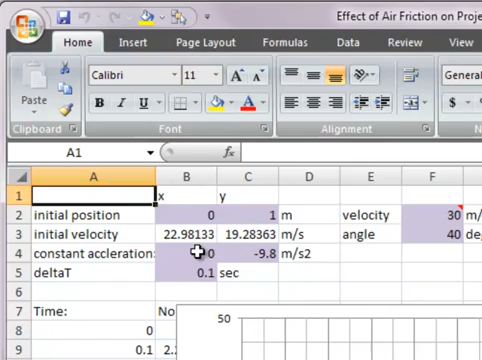 Effect of Air Friction on Proje
Home Insert Page Layout Formulas Data Review View
Paste
Calibri 11 A A
B I U A
General
$
Clipboard Font Alignment
A1 fx
A B C D E F
1 x y
2 initial position 0 1 m velocity 30 m/s
3 initial velocity 22.98133 19.28363 m/s angle 40 deg
4 constant accleration: 0 -9.8 m/s2
5 deltaT 0.1 sec
6
7 Time: No
8 0 50
9 0.1 2.2